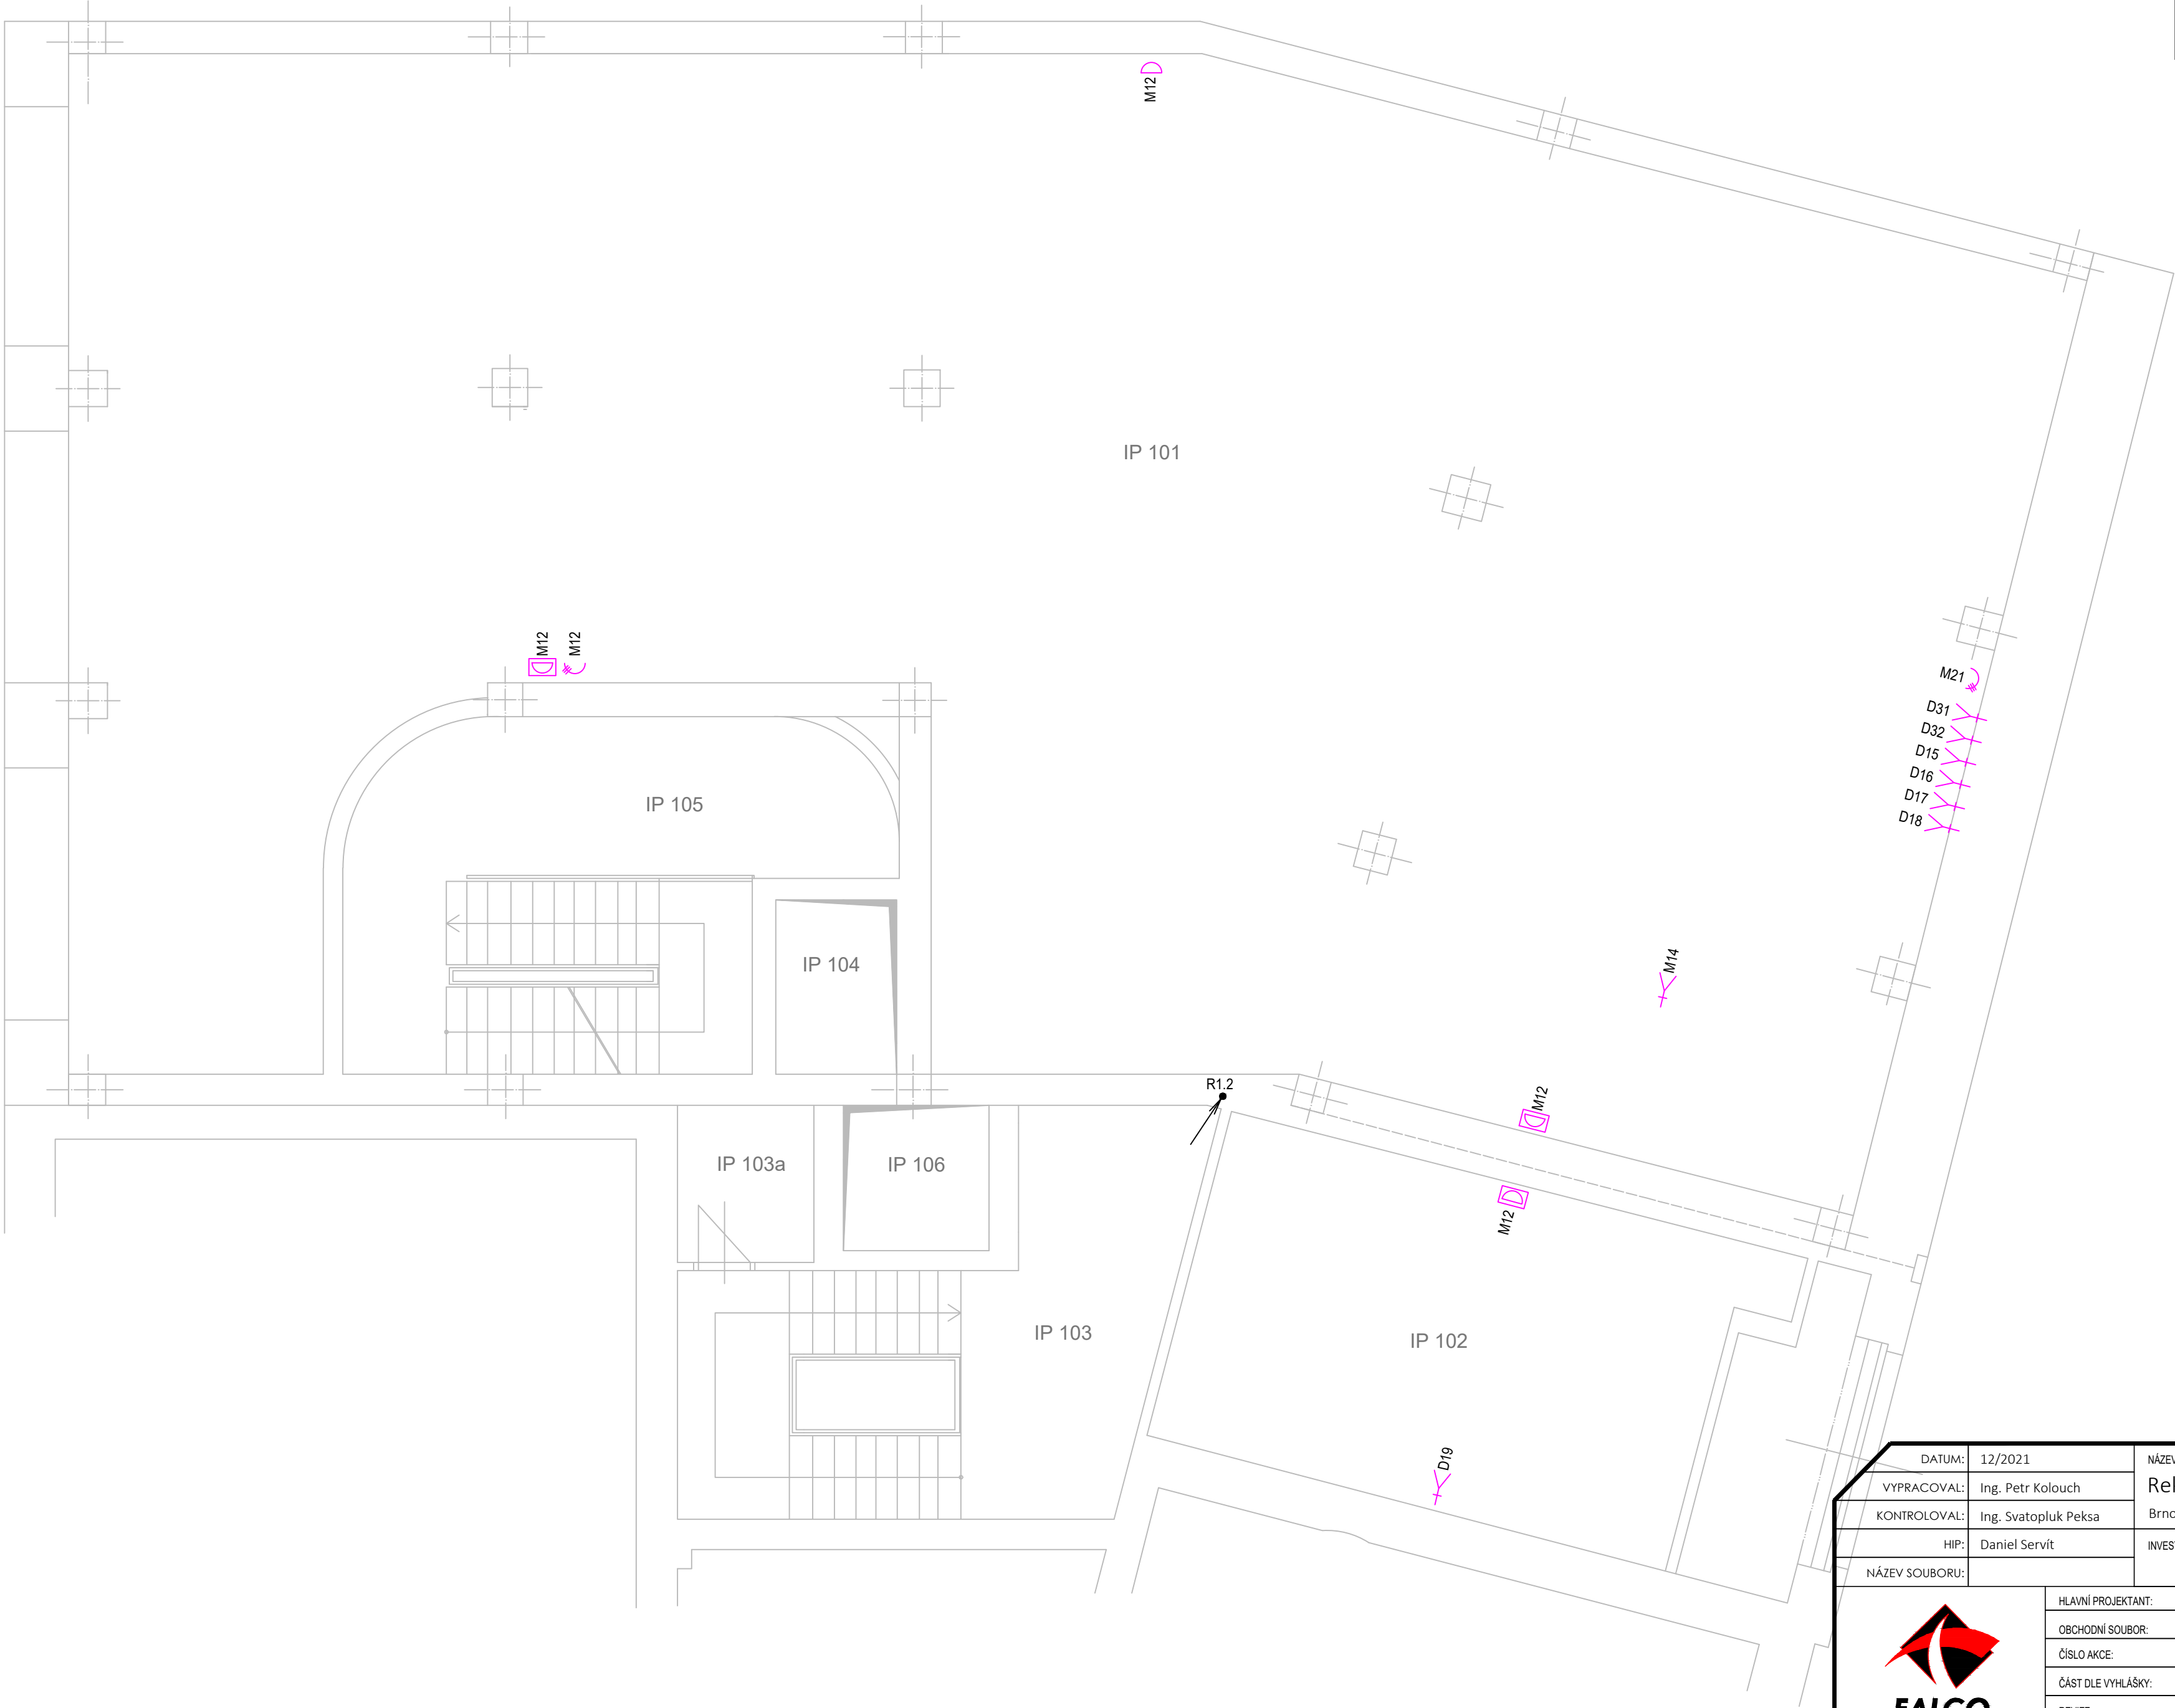 M12
IP 101
M12
M12
M21
D31
D32
D15
D16
D17
D18
IP 105
IP 104
M14
R1.2
M12
IP 103a
IP 106
M12
IP 103
IP 102
D19
DATUM: 12/2021
VYPRACOVAL: Ing. Petr Kolouch
KONTROLOVAL: Ing. Svatopluk Peksa
HIP: Daniel Servít
NÁZEV SOUBORU:
HLAVNÍ PROJEKTANT:
OBCHODNÍ SOUBOR:
ČÍSLO AKCE:
ČÁST DLE VYHLÁŠKY: